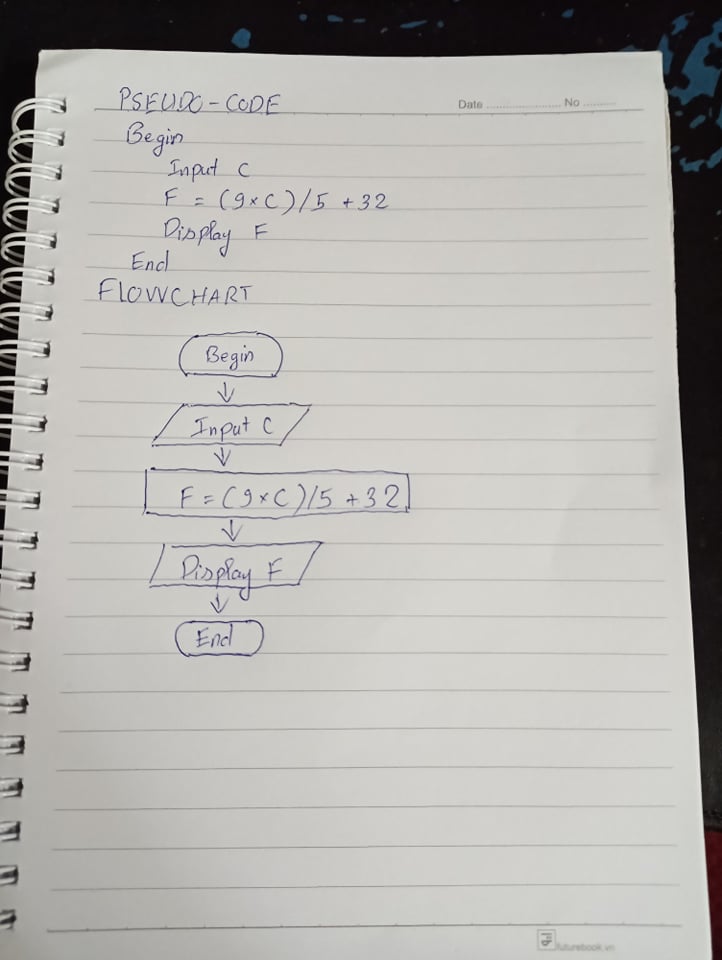 PSEUDO-CODE
Date ..................... No .........
Begin
Input C
F = (9×C)/5 +32
Display F
End
FLOWCHART
Begin
↓
Input C
↓
F = (9×C)/5 +32
↓
Display F
↓
End
futurebook.vn